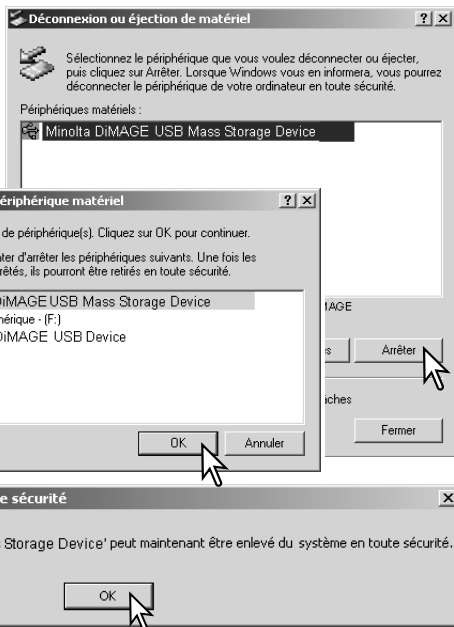 Déconnexion ou éjection de matériel
Sélectionnez le périphérique que vous voulez déconnecter ou éjecter,
puis cliquez sur Arrêter. Lorsque Windows vous en informera, vous pourrez
déconnecter le périphérique de votre ordinateur en toute sécurité.
Périphériques matériels :
Minolta DiMAGE USB Mass Storage Device
ériphérique matériel
de périphérique(s). Cliquez sur OK pour continuer.
ter d'arrêter les périphériques suivants. Une fois les
rêtés, ils pourront être retirés en toute sécurité.
DiMAGE USB Mass Storage Device
hérique - (F:)
DiMAGE USB Device
OK
Annuler
MAGE
s
Arrêter
âches
Fermer
e sécurité
Storage Device' peut maintenant être enlevé du système en toute sécurité.
OK